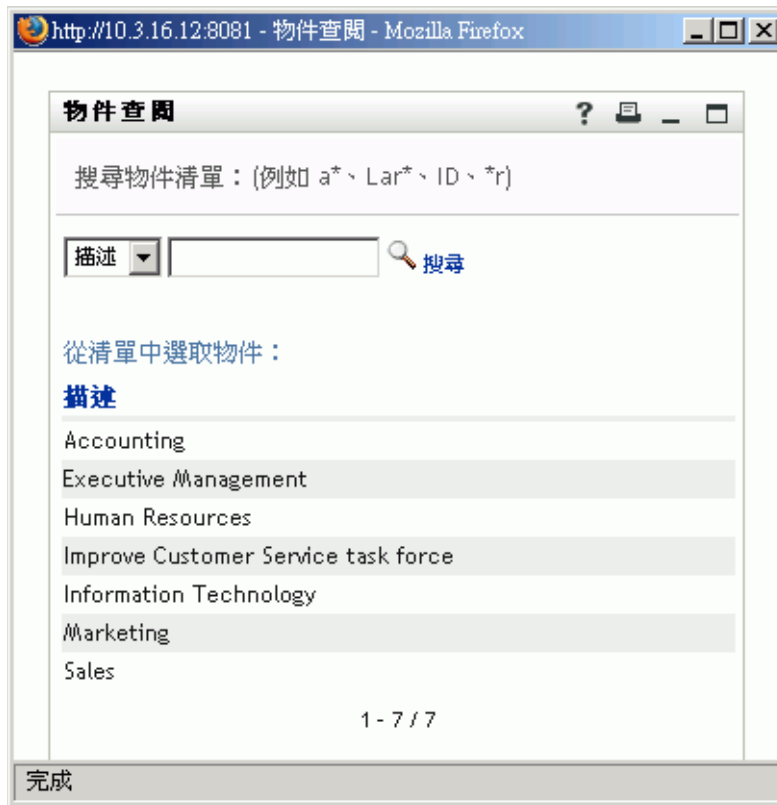 http://10.3.16.12:8081 - 物件查閱 - Mozilla Firefox
物件查閱 ?
搜尋物件清單：(例如 a*、Lar*、ID、*r)
描述 搜尋
從清單中選取物件：
描述
Accounting
Executive Management
Human Resources
Improve Customer Service task force
Information Technology
Marketing
Sales
1 - 7 / 7
完成